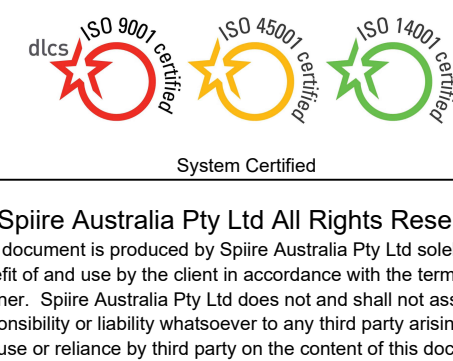 dlcs ISO 9001 certified ISO 45001 certified ISO 14001 certified
System Certified
Spiire Australia Pty Ltd All Rights Rese
document is produced by Spiire Australia Pty Ltd sole
efit of and use by the client in accordance with the term
ner. Spiire Australia Pty Ltd does not and shall not ass
onsibility or liability whatsoever to any third party arisin
use or reliance by third party on the content of this doc